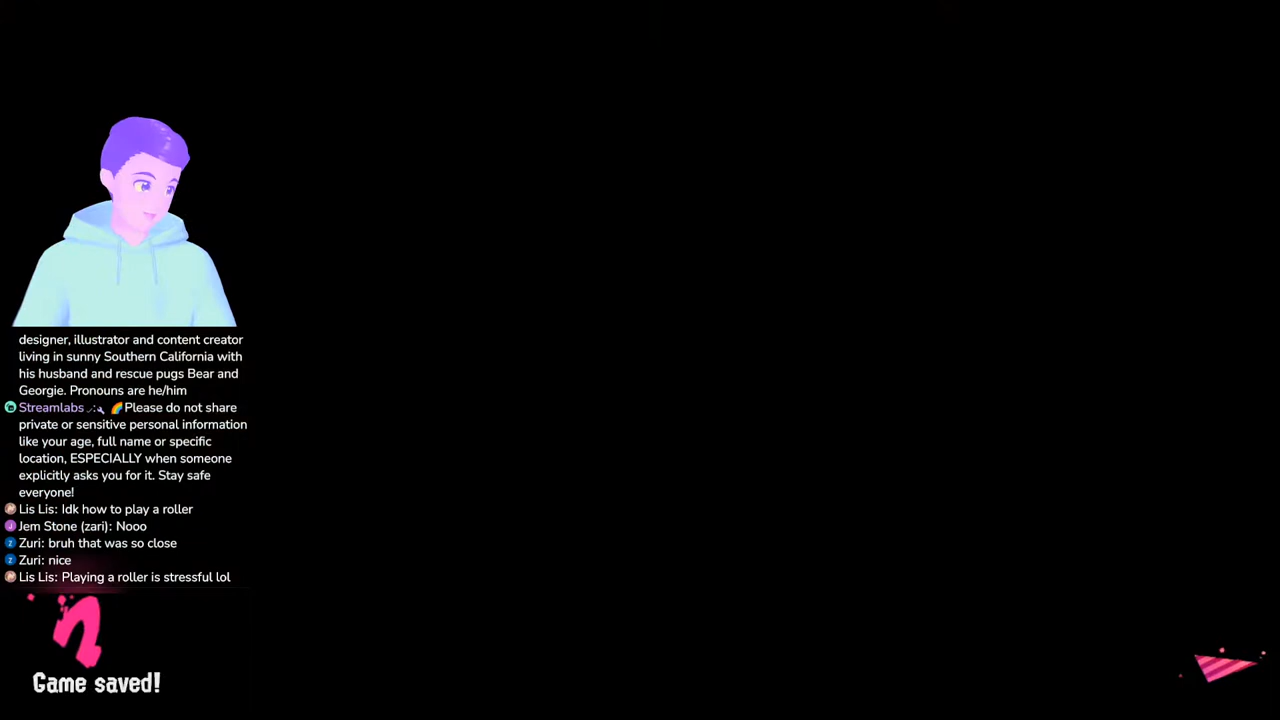 designer, illustrator and content creator
living in sunny Southern California with
his husband and rescue pugs Bear and
Georgie. Pronouns are he/him
Streamlabs 🌈Please do not share
private or sensitive personal information
like your age, full name or specific
location, ESPECIALLY when someone
explicitly asks you for it. Stay safe
everyone!
Lis Lis: Idk how to play a roller
Jem Stone (zari): Nooo
Zuri: bruh that was so close
Zuri: nice
Lis Lis: Playing a roller is stressful lol
Game saved!